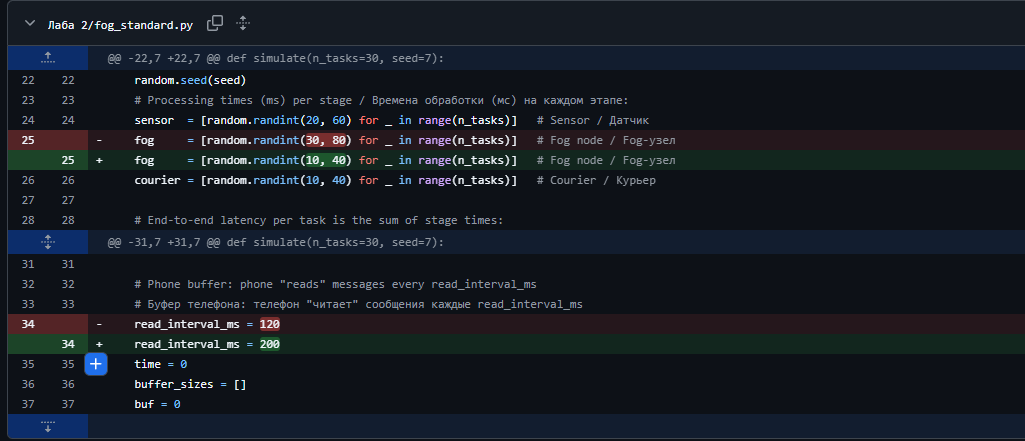 Лаба 2/fog_standard.py
@@ -22,7 +22,7 @@ def simulate(n_tasks=30, seed=7):
22 22 random.seed(seed)
23 23 # Processing times (ms) per stage / Времена обработки (мс) на каждом этапе:
24 24 sensor  = [random.randint(20, 60) for _ in range(n_tasks)]   # Sensor / Датчик
25 - fog     = [random.randint(30, 80) for _ in range(n_tasks)]   # Fog node / Fog-узел
25 + fog     = [random.randint(10, 40) for _ in range(n_tasks)]   # Fog node / Fog-узел
26 26 courier = [random.randint(10, 40) for _ in range(n_tasks)]   # Courier / Курьер
27 27
28 28 # End-to-end latency per task is the sum of stage times:
@@ -31,7 +31,7 @@ def simulate(n_tasks=30, seed=7):
31 31
32 32 # Phone buffer: phone "reads" messages every read_interval_ms
33 33 # Буфер телефона: телефон "читает" сообщения каждые read_interval_ms
34 - read_interval_ms = 120
34 + read_interval_ms = 200
35 35 time = 0
36 36 buffer_sizes = []
37 37 buf = 0